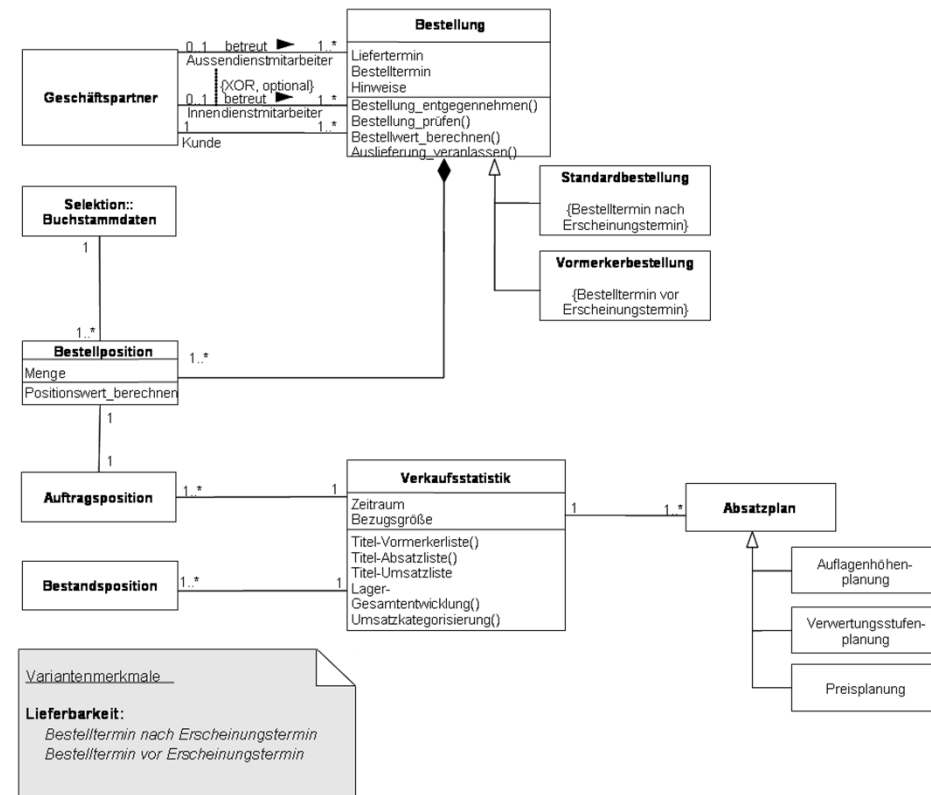 Bestellung
Liefertermin
Bestelltermin
Hinweise
Bestellung_entgegennehmen()
Bestellung_prüfen()
Bestellwert_berechnen()
Auslieferung_veranlassen()
Geschäftspartner
0..1 betreut 1..*
Aussendienstmitarbeiter
{XOR, optional}
0..1 betreut 1..*
Innendienstmitarbeiter
1 1..*
Kunde
Standardbestellung
{Bestelltermin nach
Erscheinungstermin}
Vormerkerbestellung
{Bestelltermin vor
Erscheinungstermin}
Selektion::
Buchstammdaten
1
1..*
Bestellposition
Menge
Positionswert_berechnen
1..*
1
1
Auftragsposition
1..* 1
Verkaufsstatistik
Zeitraum
Bezugsgröße
Titel-Vormerkerliste()
Titel-Absatzliste()
Titel-Umsatzliste
Lager-
Gesamtentwicklung()
Umsatzkategorisierung()
1 1..*
Absatzplan
Auflagenhöhen-
planung
Verwertungsstufen-
planung
Preisplanung
Bestandsposition
1..* 1
Variantenmerkmale
Lieferbarkeit:
Bestelltermin nach Erscheinungstermin
Bestelltermin vor Erscheinungstermin